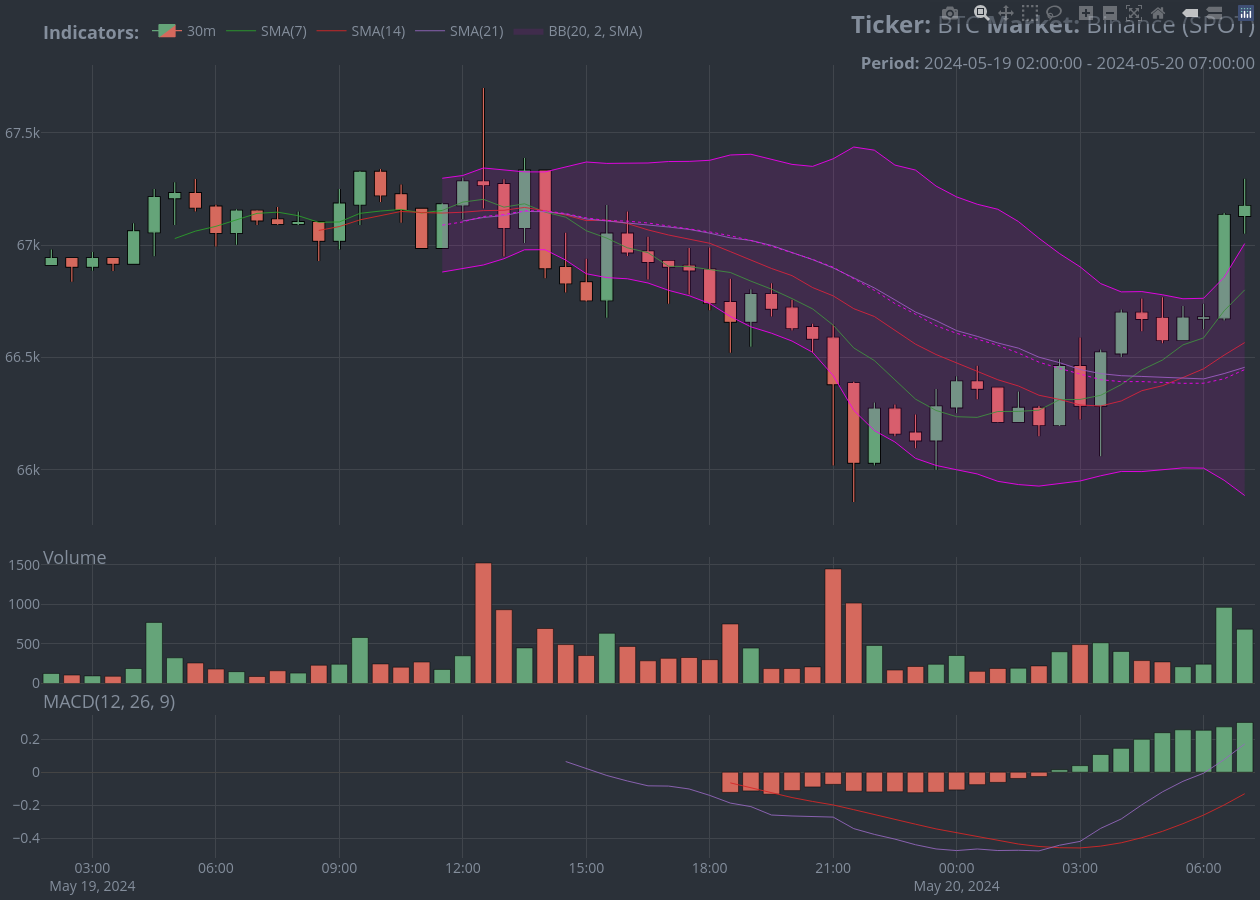 Indicators: 30m SMA(7) SMA(14) SMA(21) BB(20, 2, SMA)
Ticker: BTC Market: Binance (SPOT)
Period: 2024-05-19 02:00:00 - 2024-05-20 07:00:00
67.5k
67k
66.5k
66k
Volume
1500
1000
500
0
MACD(12, 26, 9)
0.2
0
−0.2
−0.4
03:00 06:00 09:00 12:00 15:00 18:00 21:00 00:00 03:00 06:00
May 19, 2024 May 20, 2024